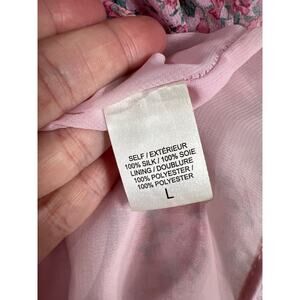 SELF / EXTÉRIEUR
100% SILK / 100% SOIE
LINING / DOUBLURE
100% POLYESTER /
100% POLYESTER
L